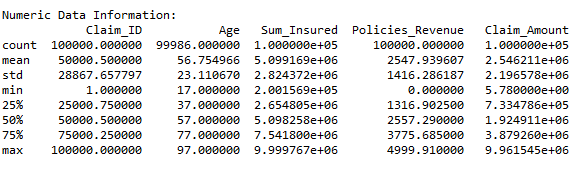 Numeric Data Information:
Claim_ID Age Sum_Insured Policies_Revenue Claim_Amount
count 100000.000000 99986.000000 1.000000e+05 100000.000000 1.000000e+05
mean 50000.500000 56.754966 5.099169e+06 2547.939607 2.546211e+06
std 28867.657797 23.110670 2.824372e+06 1416.286187 2.196578e+06
min 1.000000 17.000000 2.001569e+05 0.000000 5.780000e+00
25% 25000.750000 37.000000 2.654805e+06 1316.902500 7.334786e+05
50% 50000.500000 57.000000 5.098258e+06 2557.290000 1.924911e+06
75% 75000.250000 77.000000 7.541800e+06 3775.685000 3.879260e+06
max 100000.000000 97.000000 9.999767e+06 4999.910000 9.961545e+06